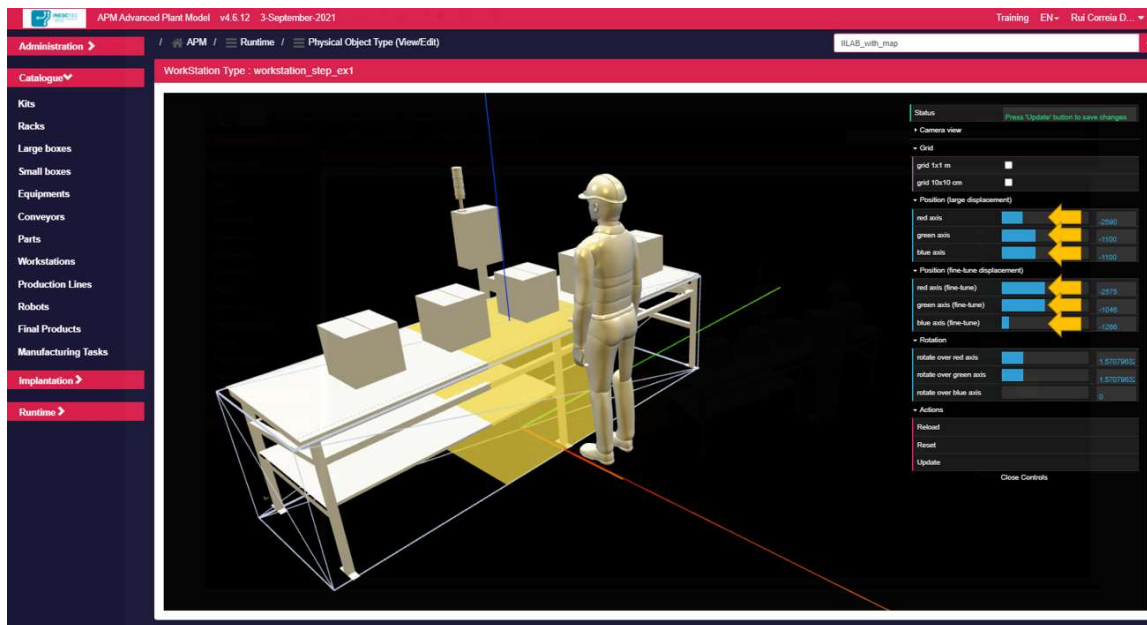 INESCTEC
APM Advanced Plant Model v4.6.12 3-September-2021
Training EN Rui Correia D...
Administration
/ APM / Runtime / Physical Object Type (View/Edit)
IILAB_with_map
Catalogue
WorkStation Type : workstation_step_ex1
Kits
Racks
Large boxes
Small boxes
Equipments
Conveyors
Parts
Workstations
Production Lines
Robots
Final Products
Manufacturing Tasks
Implantation
Runtime
Status Press 'Update' button to save changes
Camera view
Grid
grid 1x1 m
grid 10x10 cm
Position (large displacement)
red axis -2590
green axis -1100
blue axis -1100
Position (fine-tune displacement)
red axis (fine-tune) -2575
green axis (fine-tune) -1046
blue axis (fine-tune) -1266
Rotation
rotate over red axis 1.5707963
rotate over green axis 1.5707963
rotate over blue axis 0
Actions
Reload
Reset
Update
Close Controls